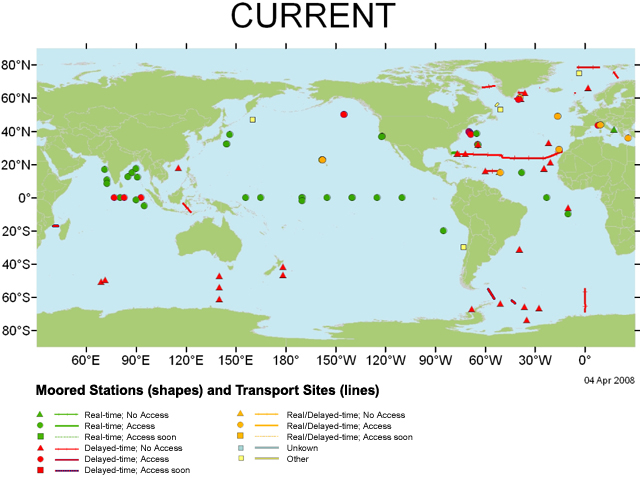 CURRENT
80°N
60°N
40°N
20°N
0°
20°S
40°S
60°S
80°S
60°E 90°E 120°E 150°E 180° 150°W 120°W 90°W 60°W 30°W 0°
04 Apr 2008
Moored Stations (shapes) and Transport Sites (lines)
Real-time; No Access
Real-time; Access
Real-time; Access soon
Delayed-time; No Access
Delayed-time; Access
Delayed-time; Access soon
Real/Delayed-time; No Access
Real/Delayed-time; Access
Real/Delayed-time; Access soon
Unkown
Other